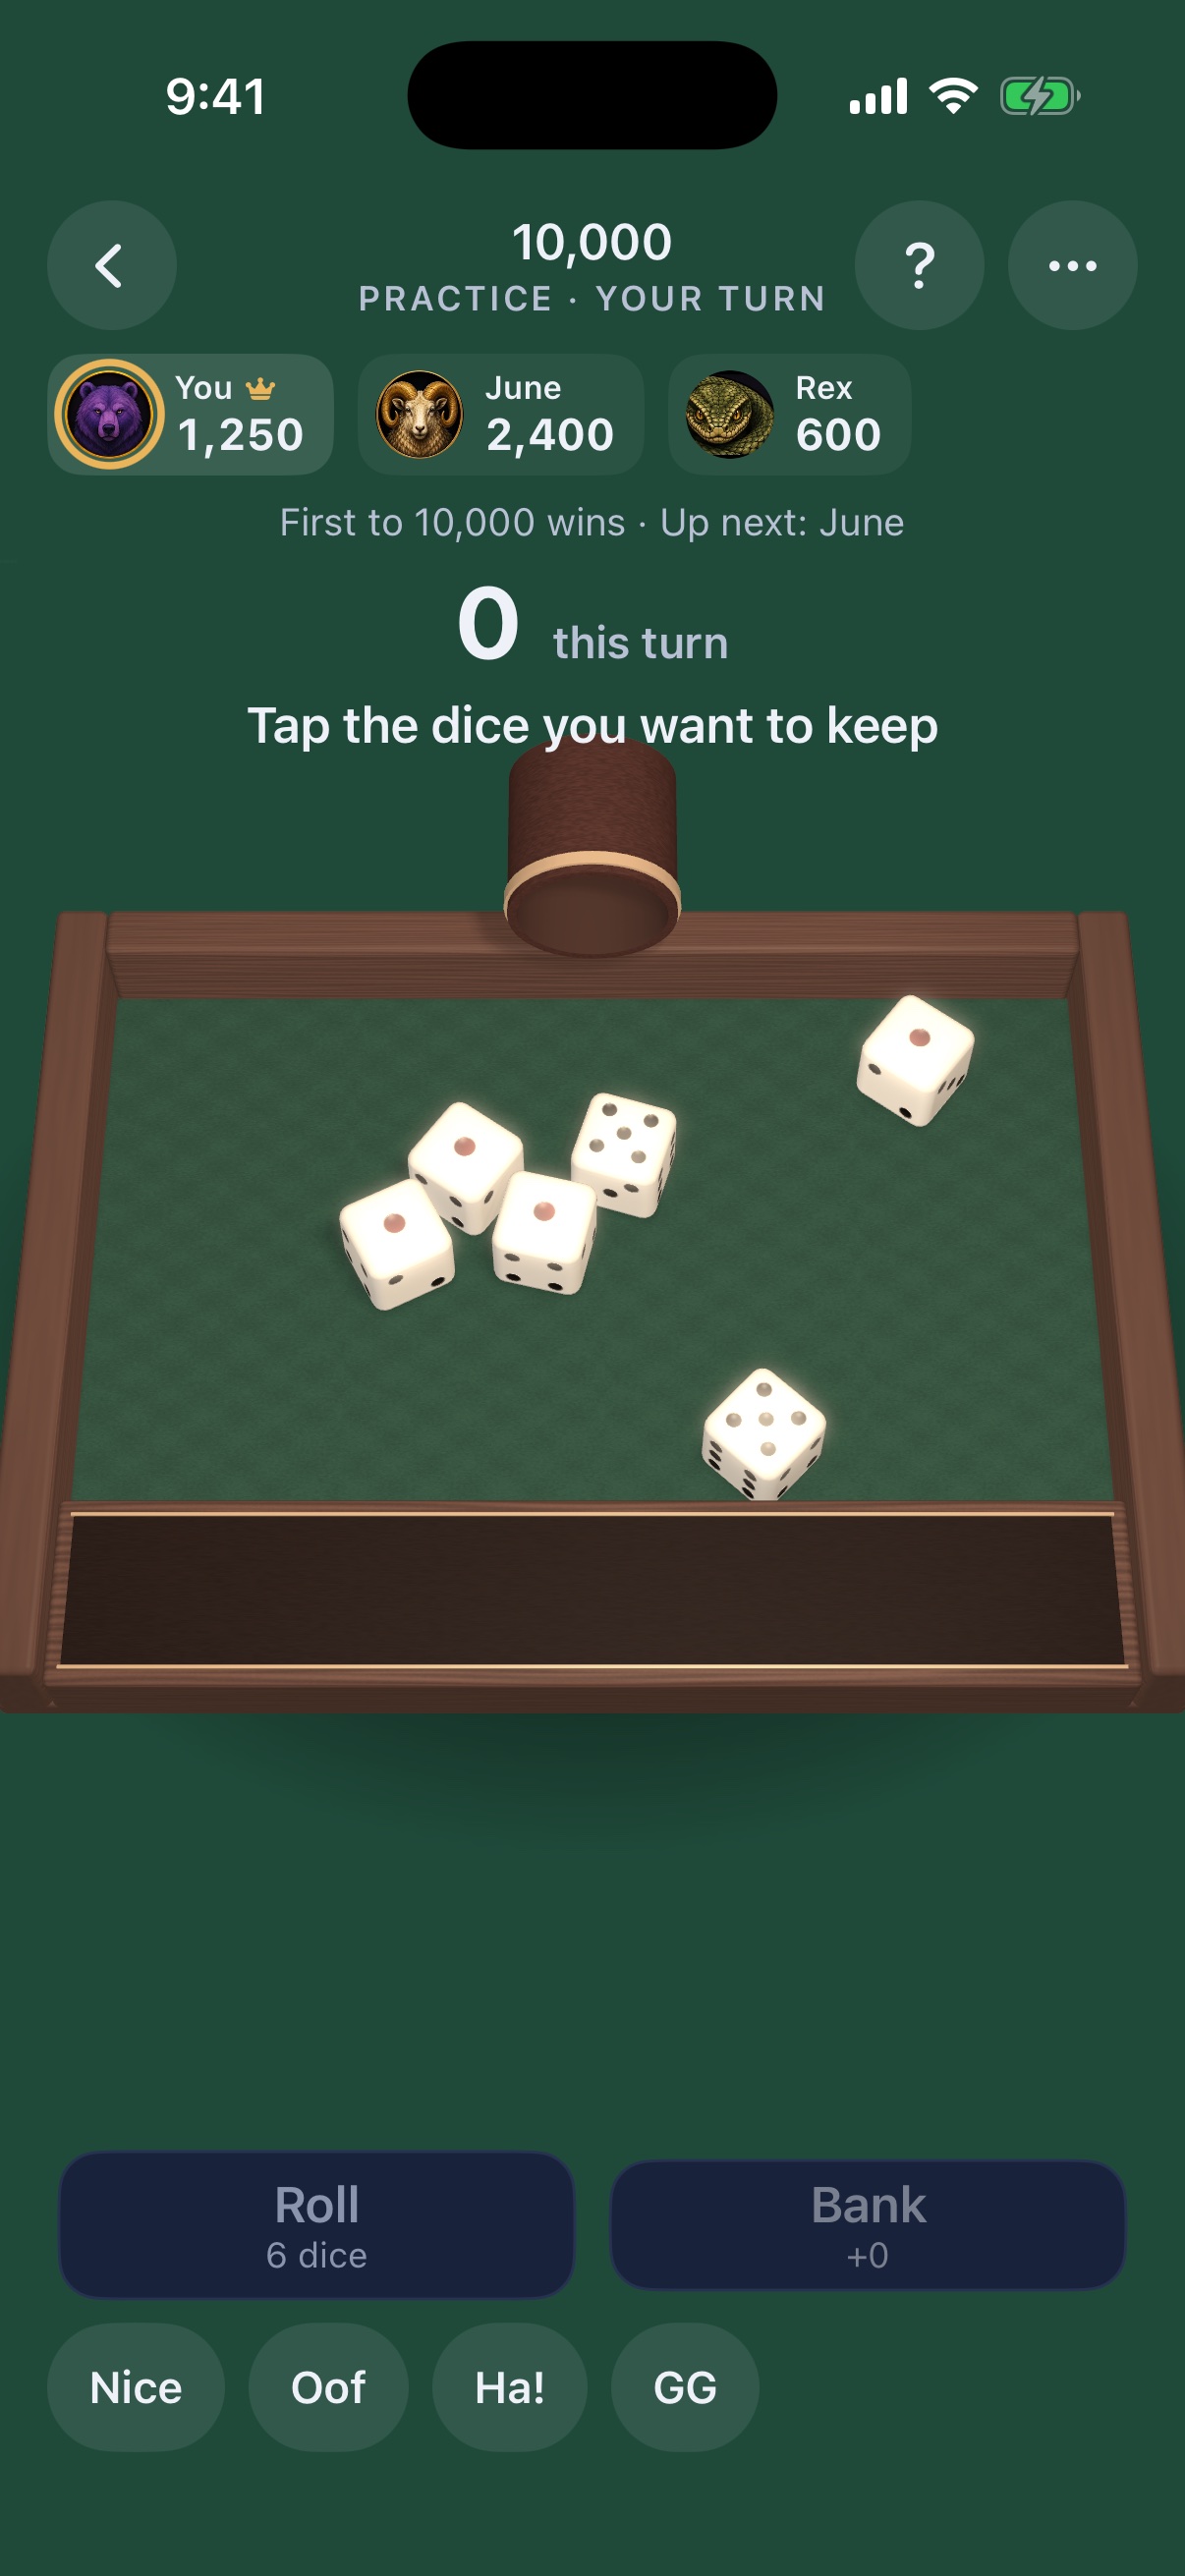 9:41
10,000
?
PRACTICE · YOUR TURN
You
1,250
June
2,400
Rex
600
First to 10,000 wins · Up next: June
0 this turn
Tap the dice you want to keep
Roll
6 dice
Bank
+0
Nice
Oof
Ha!
GG